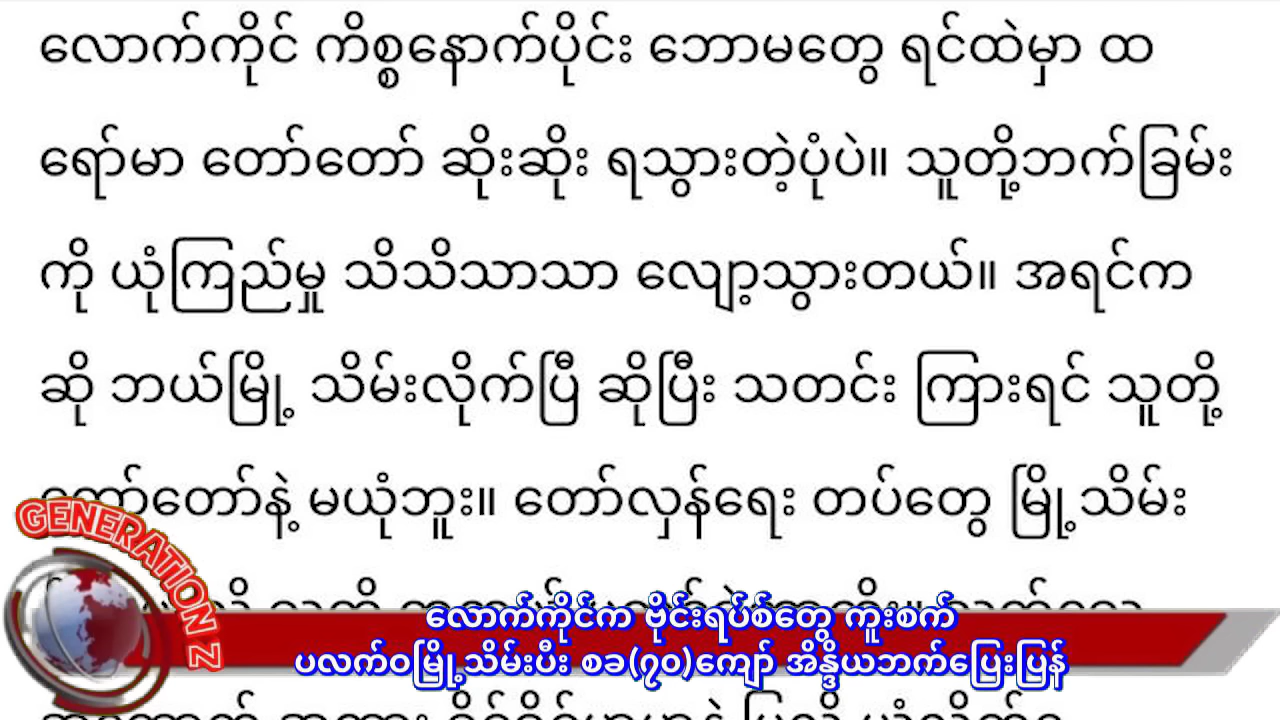 လောက်ကိုင် ကိစ္စနောက်ပိုင်း ဘောမတွေ ရင်ထဲမှာ ထ
ရော်မာ တော်တော် ဆိုးဆိုး ရသွားတဲ့ပုံပဲ။ သူတို့ဘက်ခြမ်း
ကို ယုံကြည်မှု သိသိသာသာ လျော့သွားတယ်။ အရင်က
ဆို ဘယ်မြို့ သိမ်းလိုက်ပြီ ဆိုပြီး သတင်း ကြားရင် သူတို့
တော်တော်နဲ့ မယုံဘူး။ တော်လှန်ရေး တပ်တွေ မြို့သိမ်း
GENERATION Z
လောက်ကိုင်က ဗိုင်းရပ်စ်တွေ ကူးစက်
ပလက်ဝမြို့သိမ်းပီး စခ(၇၀)ကျော် အိန္ဒိယဘက်ပြေးပြန်